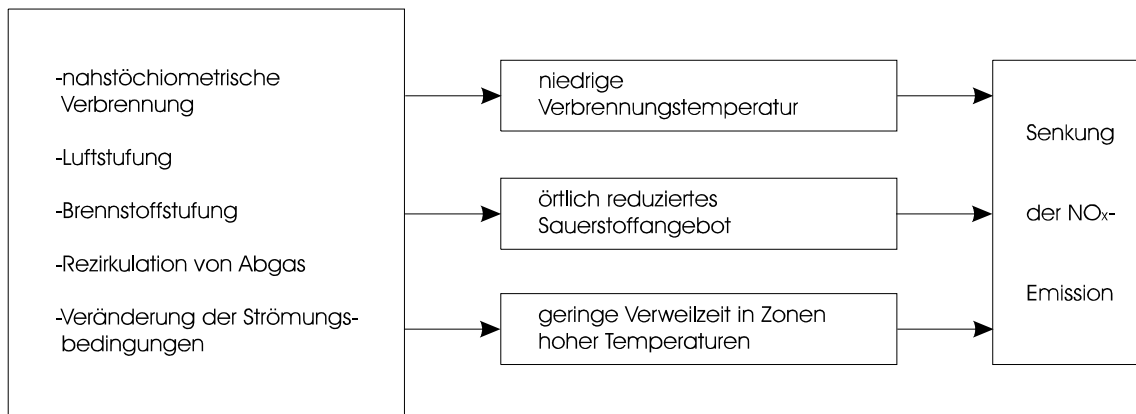 -nahstöchiometrische
Verbrennung
-Luftstufung
-Brennstoffstufung
-Rezirkulation von Abgas
-Veränderung der Strömungs-
bedingungen
niedrige
Verbrennungstemperatur
örtlich reduziertes
Sauerstoffangebot
geringe Verweilzeit in Zonen
hoher Temperaturen
Senkung
der NOx-
Emission